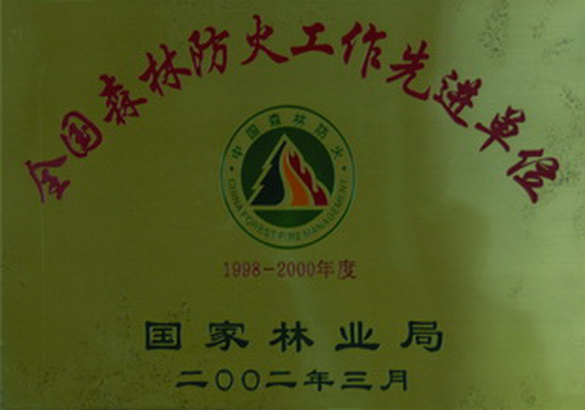 全国森林防火工作先进单位
·中国森林防火·
CHINA FOREST FIRE MANAGEMENT
1998-2000年度
国家林业局
二〇〇二年三月